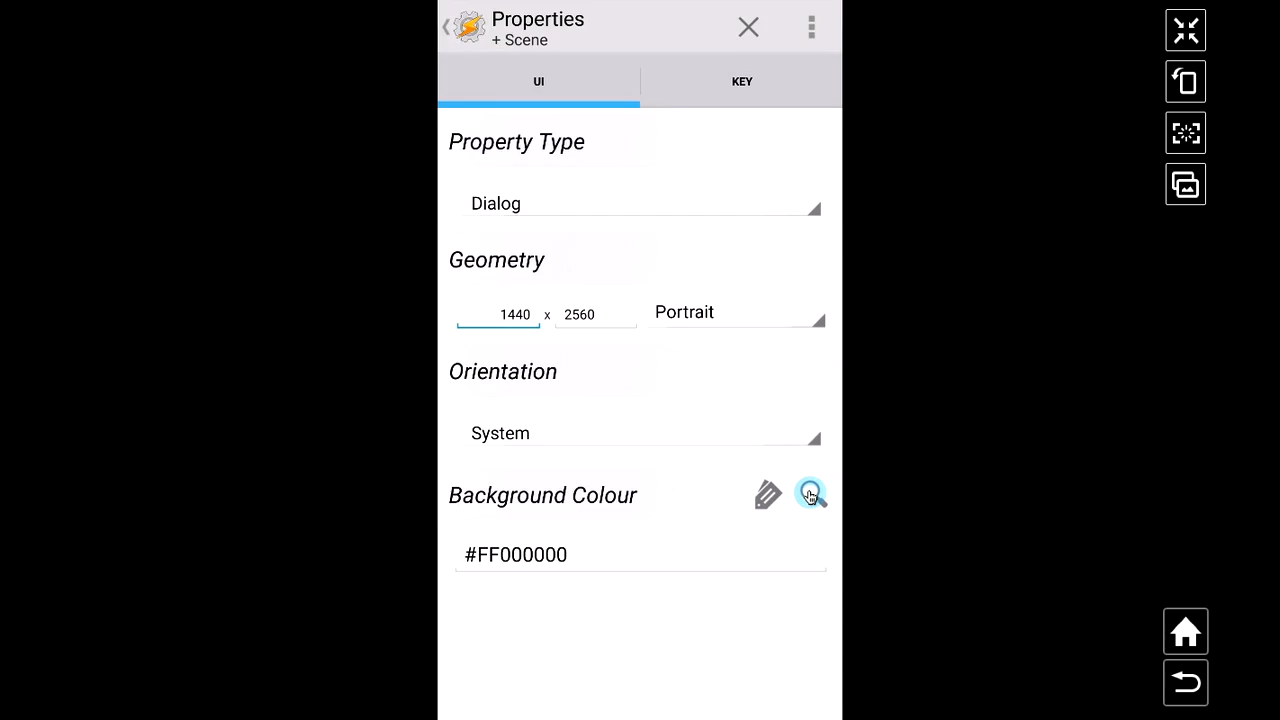 Properties
+ Scene
UI
KEY
Property Type
Dialog
Geometry
1440 x 2560 Portrait
Orientation
System
Background Colour
#FF000000